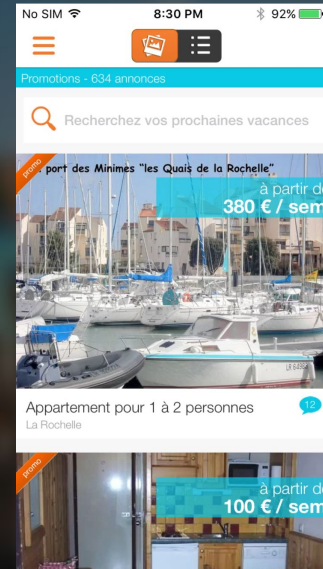 No SIM 8:30 PM 92%
Promotions - 634 annonces
Recherchez vos prochaines vacances
promo
port des Minimes "les Quais de la Rochelle"
à partir de
380 € / sem
Appartement pour 1 à 2 personnes
12
La Rochelle
promo
à partir de
100 € / sem